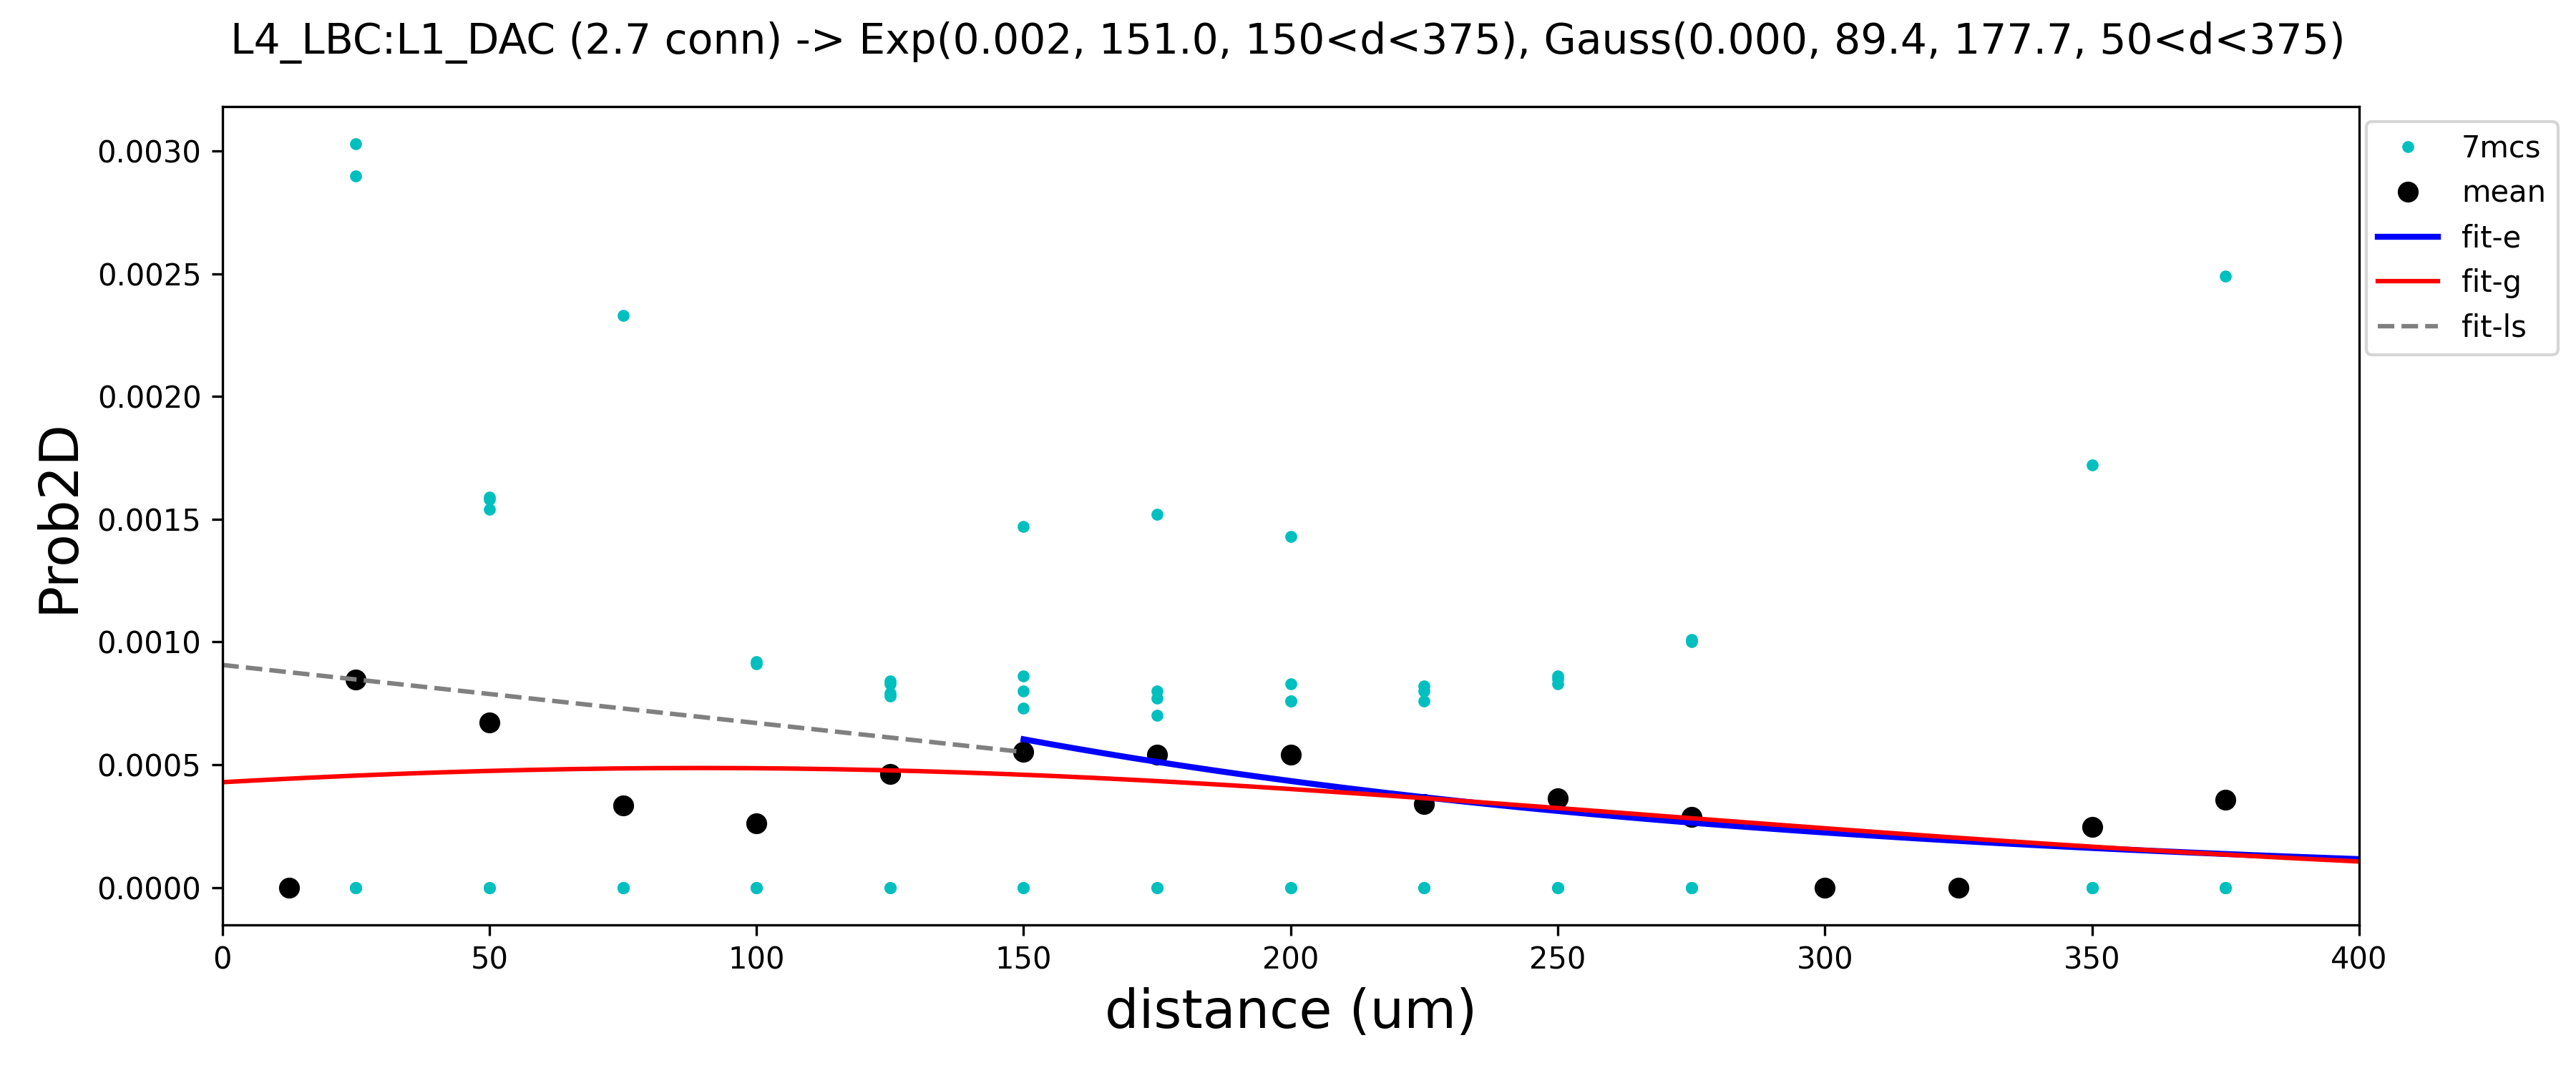 L4_LBC:L1_DAC (2.7 conn) -> Exp(0.002, 151.0, 150<d<375), Gauss(0.000, 89.4, 177.7, 50<d<375)
0.0030
0.0025
0.0020
0.0015
0.0010
0.0005
0.0000
Prob2D
0 50 100 150 200 250 300 350 400
distance (um)
7mcs
mean
fit-e
fit-g
fit-ls